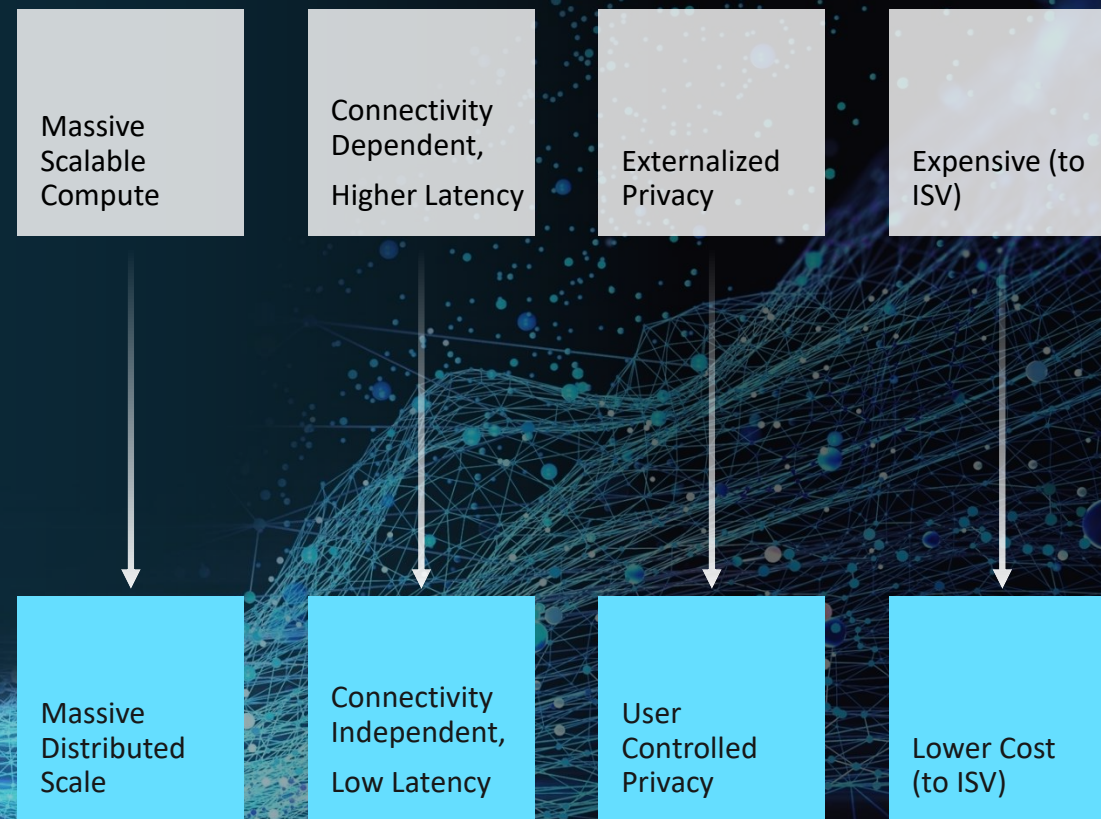 Massive
Scalable
Compute
Connectivity
Dependent,
Higher Latency
Externalized
Privacy
Expensive (to
ISV)
Massive
Distributed
Scale
Connectivity
Independent,
Low Latency
User
Controlled
Privacy
Lower Cost
(to ISV)